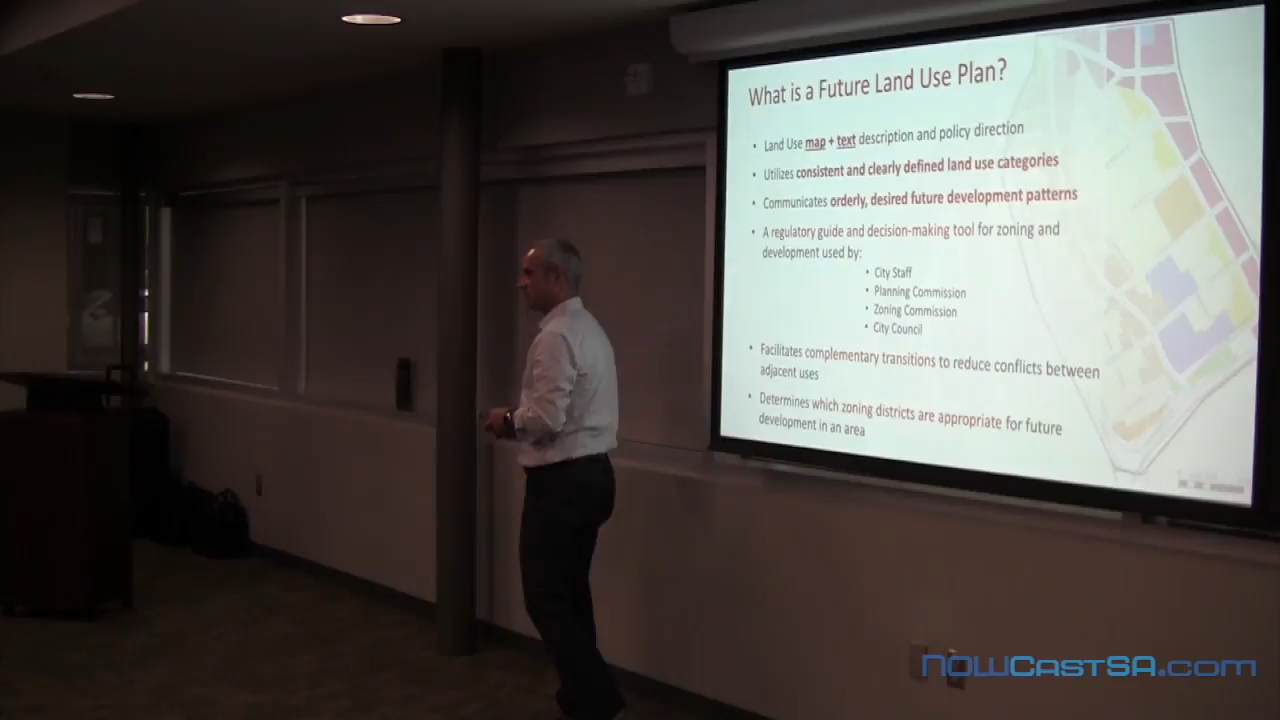 What is a Future Land Use Plan?
• Land Use map + text description and policy direction
• Utilizes consistent and clearly defined land use categories
• Communicates orderly, desired future development patterns
• A regulatory guide and decision-making tool for zoning and
development used by:
• City Staff
• Planning Commission
• Zoning Commission
• City Council
• Facilitates complementary transitions to reduce conflicts between
adjacent uses
• Determines which zoning districts are appropriate for future
development in an area
NOWCastSA.com